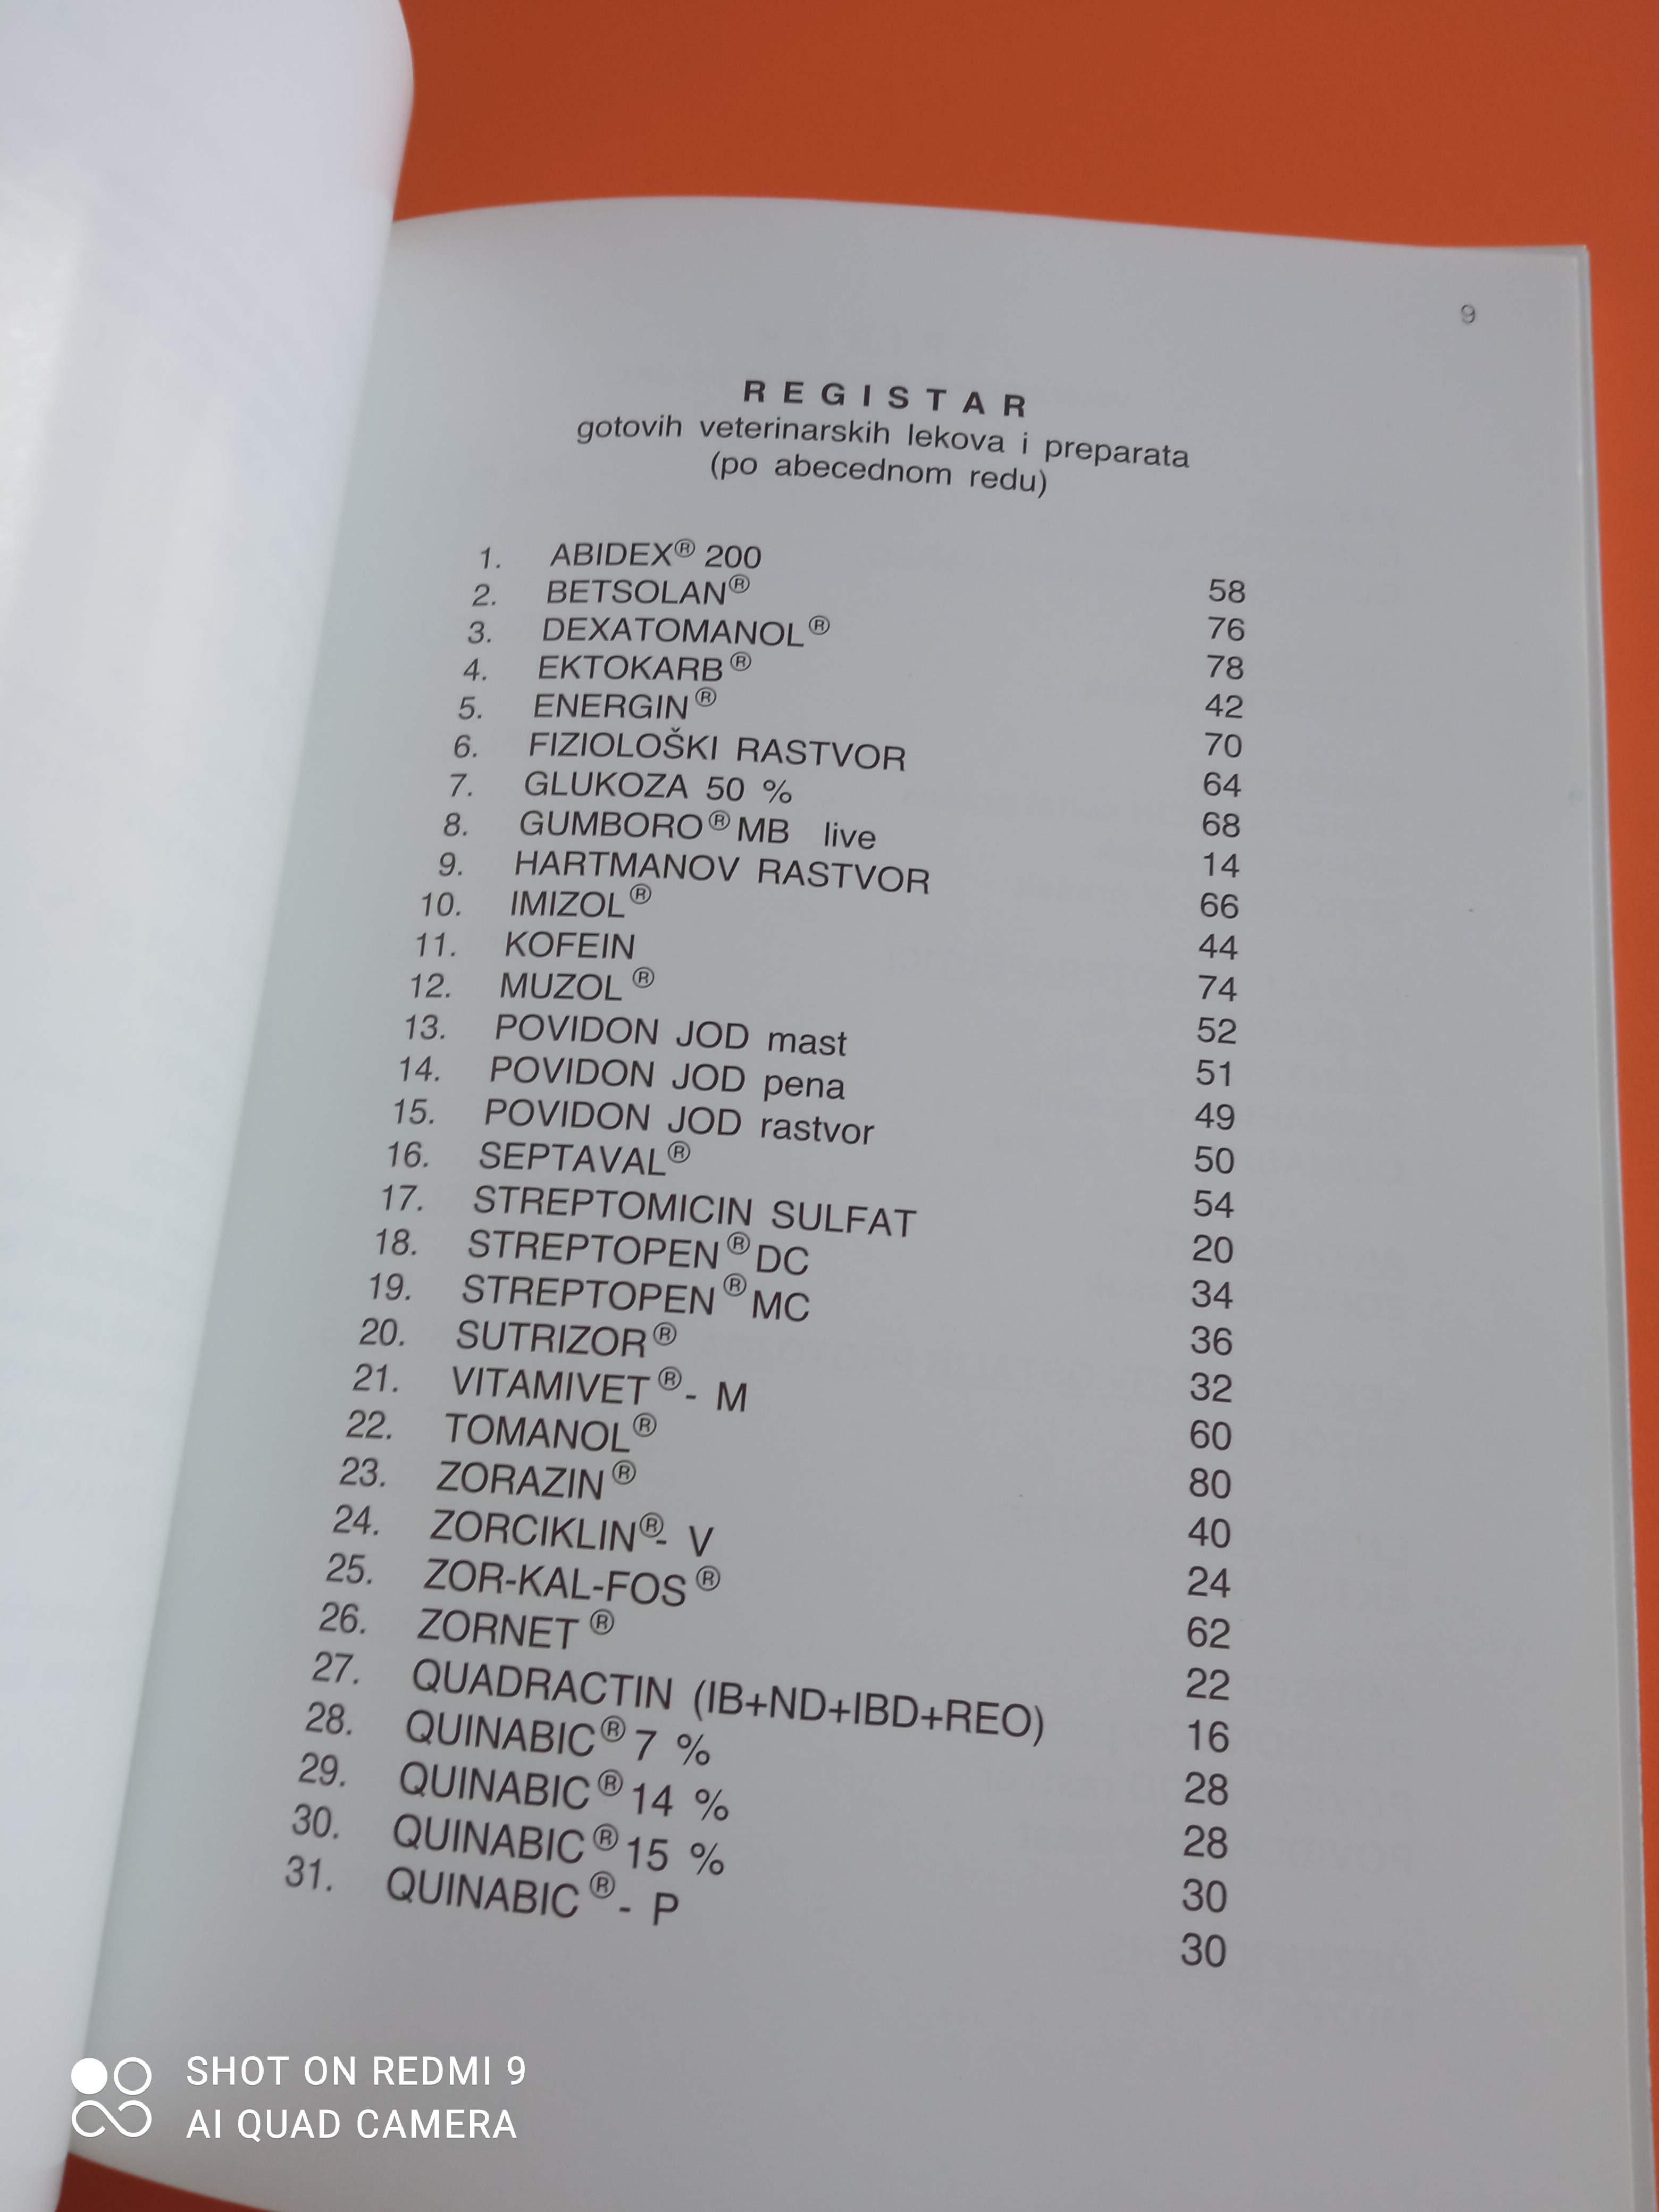 9
R E G I S T A R
gotovih veterinarskih lekova i preparata
(po abecednom redu)
1. ABIDEX® 200 58
2. BETSOLAN® 76
3. DEXATOMANOL® 78
4. EKTOKARB® 42
5. ENERGIN® 70
6. FIZIOLOŠKI RASTVOR 64
7. GLUKOZA 50 % 68
8. GUMBORO® MB live 14
9. HARTMANOV RASTVOR 66
10. IMIZOL® 44
11. KOFEIN 74
12. MUZOL® 52
13. POVIDON JOD mast 51
14. POVIDON JOD pena 49
15. POVIDON JOD rastvor 50
16. SEPTAVAL® 54
17. STREPTOMICIN SULFAT 20
18. STREPTOPEN® DC 34
19. STREPTOPEN® MC 36
20. SUTRIZOR® 32
21. VITAMIVET® - M 60
22. TOMANOL® 80
23. ZORAZIN® 40
24. ZORCIKLIN® - V 24
25. ZOR-KAL-FOS® 62
26. ZORNET® 22
27. QUADRACTIN (IB+ND+IBD+REO) 16
28. QUINABIC® 7 % 28
29. QUINABIC® 14 % 28
30. QUINABIC® 15 % 30
31. QUINABIC® - P 30
SHOT ON REDMI 9
AI QUAD CAMERA